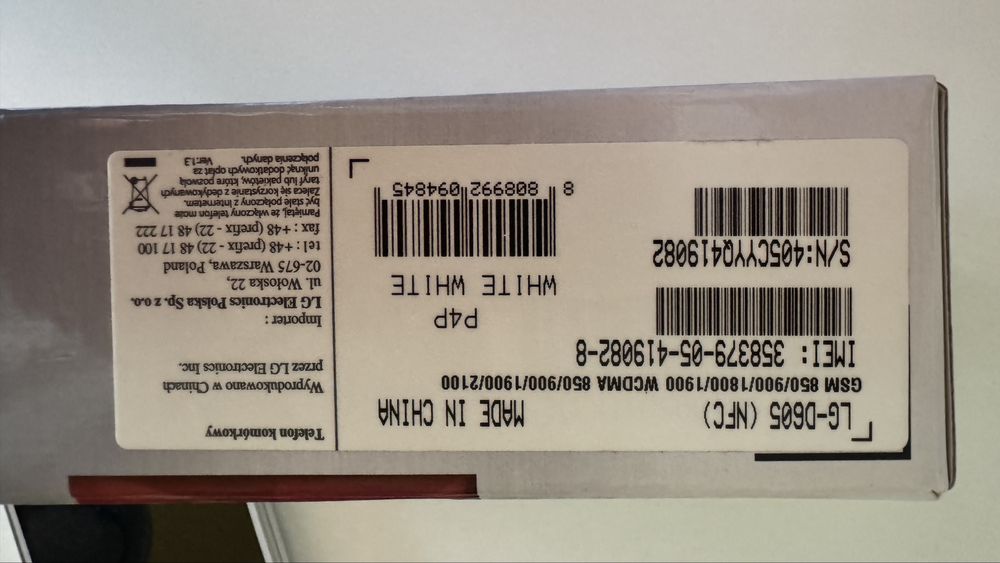 LG-D605 (NFC) MADE IN CHINA
GSM 850/900/1800/1900 WCDMA 850/900/1900/2100
IMEI: 358379-05-419082-8
P4P
WHITE WHITE
S/N:405CYYQ419082
8 808992 094845
Telefon komórkowy
Wyprodukowano w Chinach
przez LG Electronics Inc.
Importer :
LG Electronics Polska Sp. z o.o.
ul. Wołoska 22,
02-675 Warszawa, Poland
tel : +48 (prefix - 22) 48 17 100
fax : +48 (prefix - 22) 48 17 222
Pamiętaj, że włączony telefon może
być stale połączony z Internetem.
Zaleca się korzystanie z dedykowanych
taryf lub pakietów, które pozwolą
uniknąć dodatkowych opłat za
połączenia danych. Ver:1.3